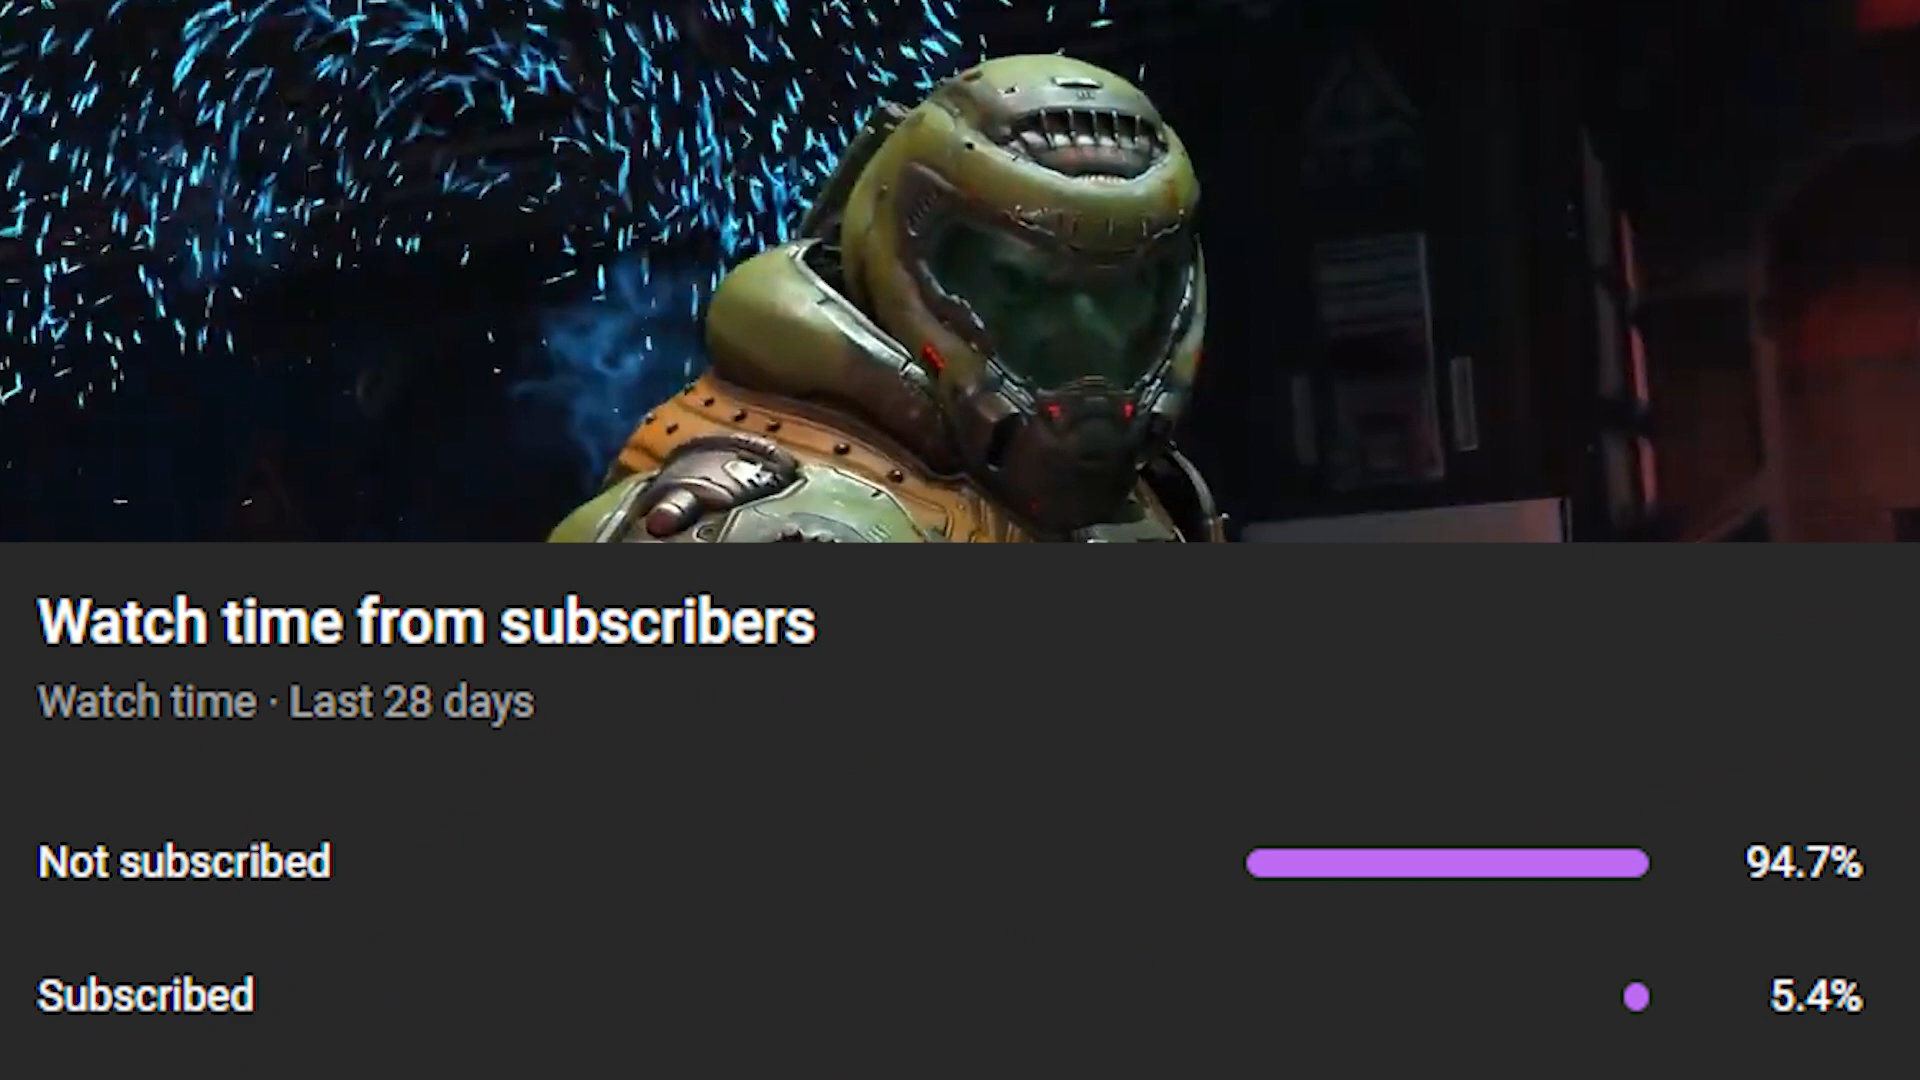 Watch time from subscribers
Watch time · Last 28 days
Not subscribed 94.7%
Subscribed 5.4%